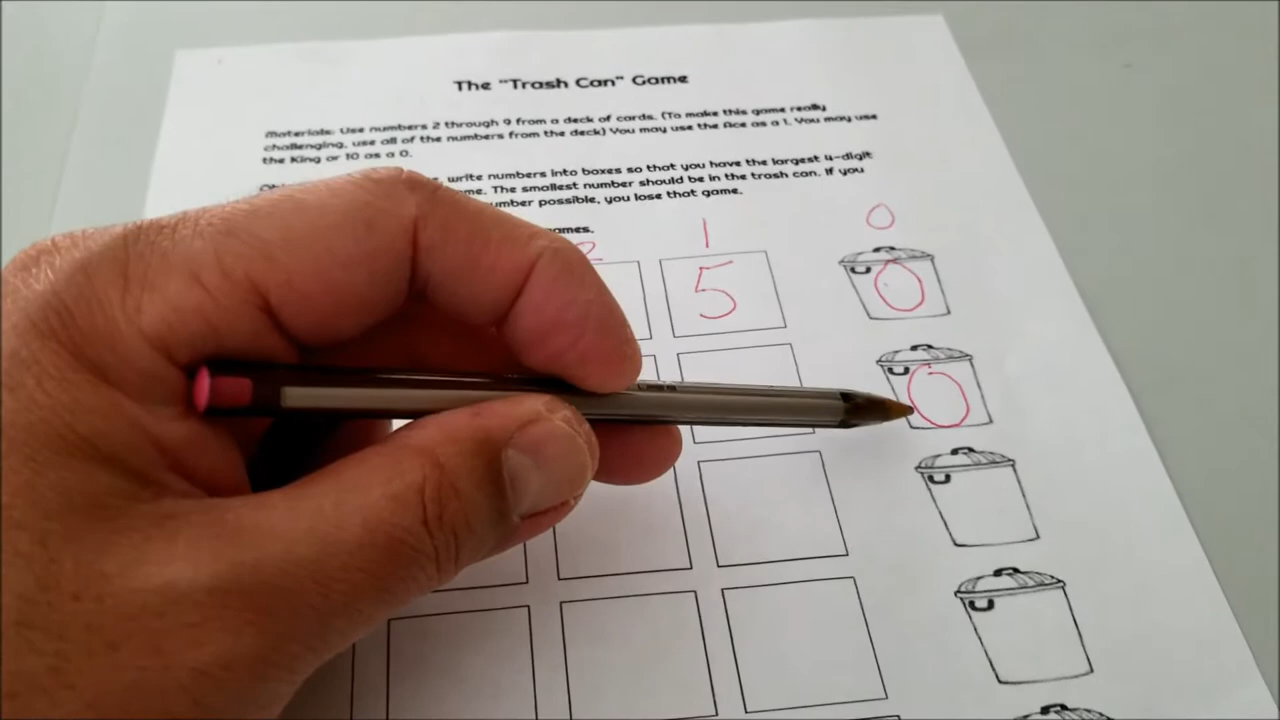 The "Trash Can" Game
Materials: Use numbers 2 through 9 from a deck of cards. (To make this game really
challenging, use all of the numbers from the deck) You may use the Ace as a 1. You may use
the King or 10 as a 0.
write numbers into boxes so that you have the largest 4-digit
The smallest number should be in the trash can. If you
possible, you lose that game.
2 1 0
5 0
0